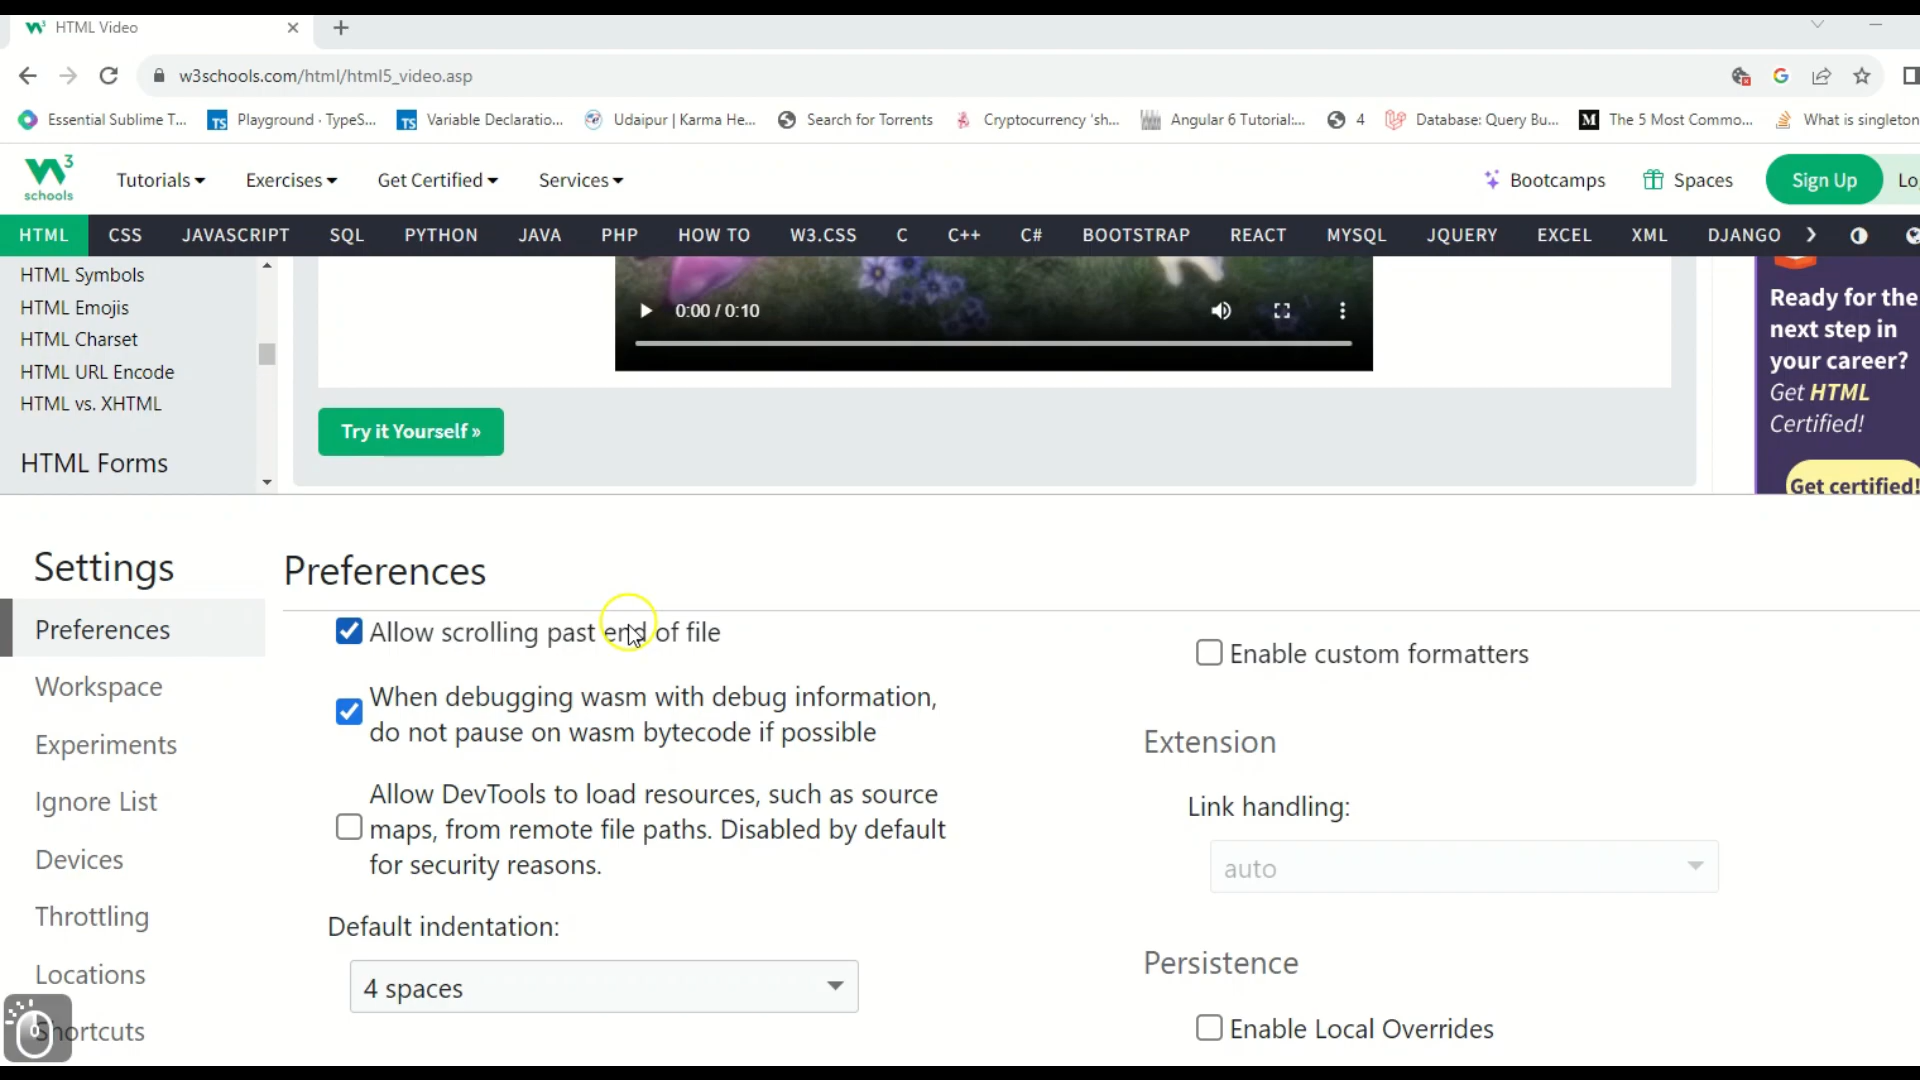 HTML Video
w3schools.com/html/html5_video.asp
Essential Sublime T... Playground · TypeS... Variable Declaratio... Udaipur | Karma He... Search for Torrents Cryptocurrency 'sh... Angular 6 Tutorial:... 4 Database: Query Bu... The 5 Most Commo... What is singleton
schools Tutorials Exercises Get Certified Services Bootcamps Spaces Sign Up Lo
HTML CSS JAVASCRIPT SQL PYTHON JAVA PHP HOW TO W3.CSS C C++ C# BOOTSTRAP REACT MYSQL JQUERY EXCEL XML DJANGO
HTML Symbols
HTML Emojis
HTML Charset
HTML URL Encode
HTML vs. XHTML
HTML Forms
0:00 / 0:10
Try it Yourself »
Ready for the
next step in
your career?
Get HTML
Certified!
Get certified!
Settings
Preferences
Workspace
Experiments
Ignore List
Devices
Throttling
Locations
hortcuts
Preferences
Allow scrolling past end of file
When debugging wasm with debug information,
do not pause on wasm bytecode if possible
Allow DevTools to load resources, such as source
maps, from remote file paths. Disabled by default
for security reasons.
Default indentation:
4 spaces
Enable custom formatters
Extension
Link handling:
auto
Persistence
Enable Local Overrides